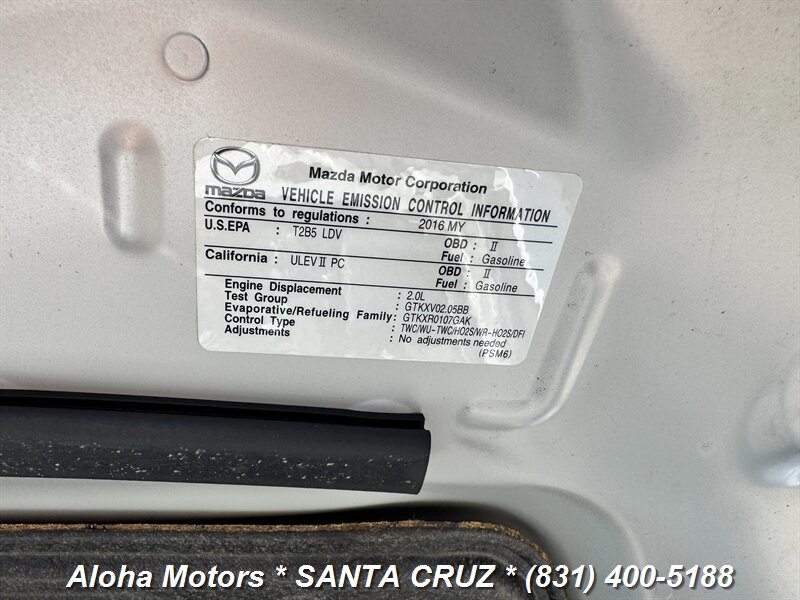 Mazda Motor Corporation
mazda VEHICLE EMISSION CONTROL INFORMATION
Conforms to regulations : 2016 MY
U.S.EPA : T2B5 LDV OBD : II
Fuel : Gasoline
California : ULEV II PC OBD : II
Fuel : Gasoline
Engine Displacement : 2.0L
Test Group : GTKXV02.05BB
Evaporative/Refueling Family: GTKXR0107GAK
Control Type : TWC/WU-TWC/HO2S/WR-HO2S/DFI
Adjustments : No adjustments needed
(PSM6)
Aloha Motors * SANTA CRUZ * (831) 400-5188